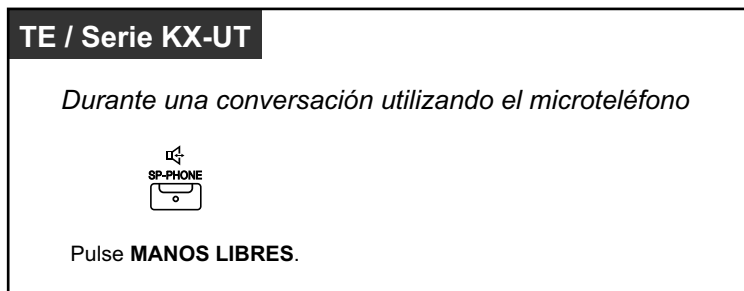 TE / Serie KX-UT
Durante una conversación utilizando el microteléfono
SP-PHONE
Pulse MANOS LIBRES.